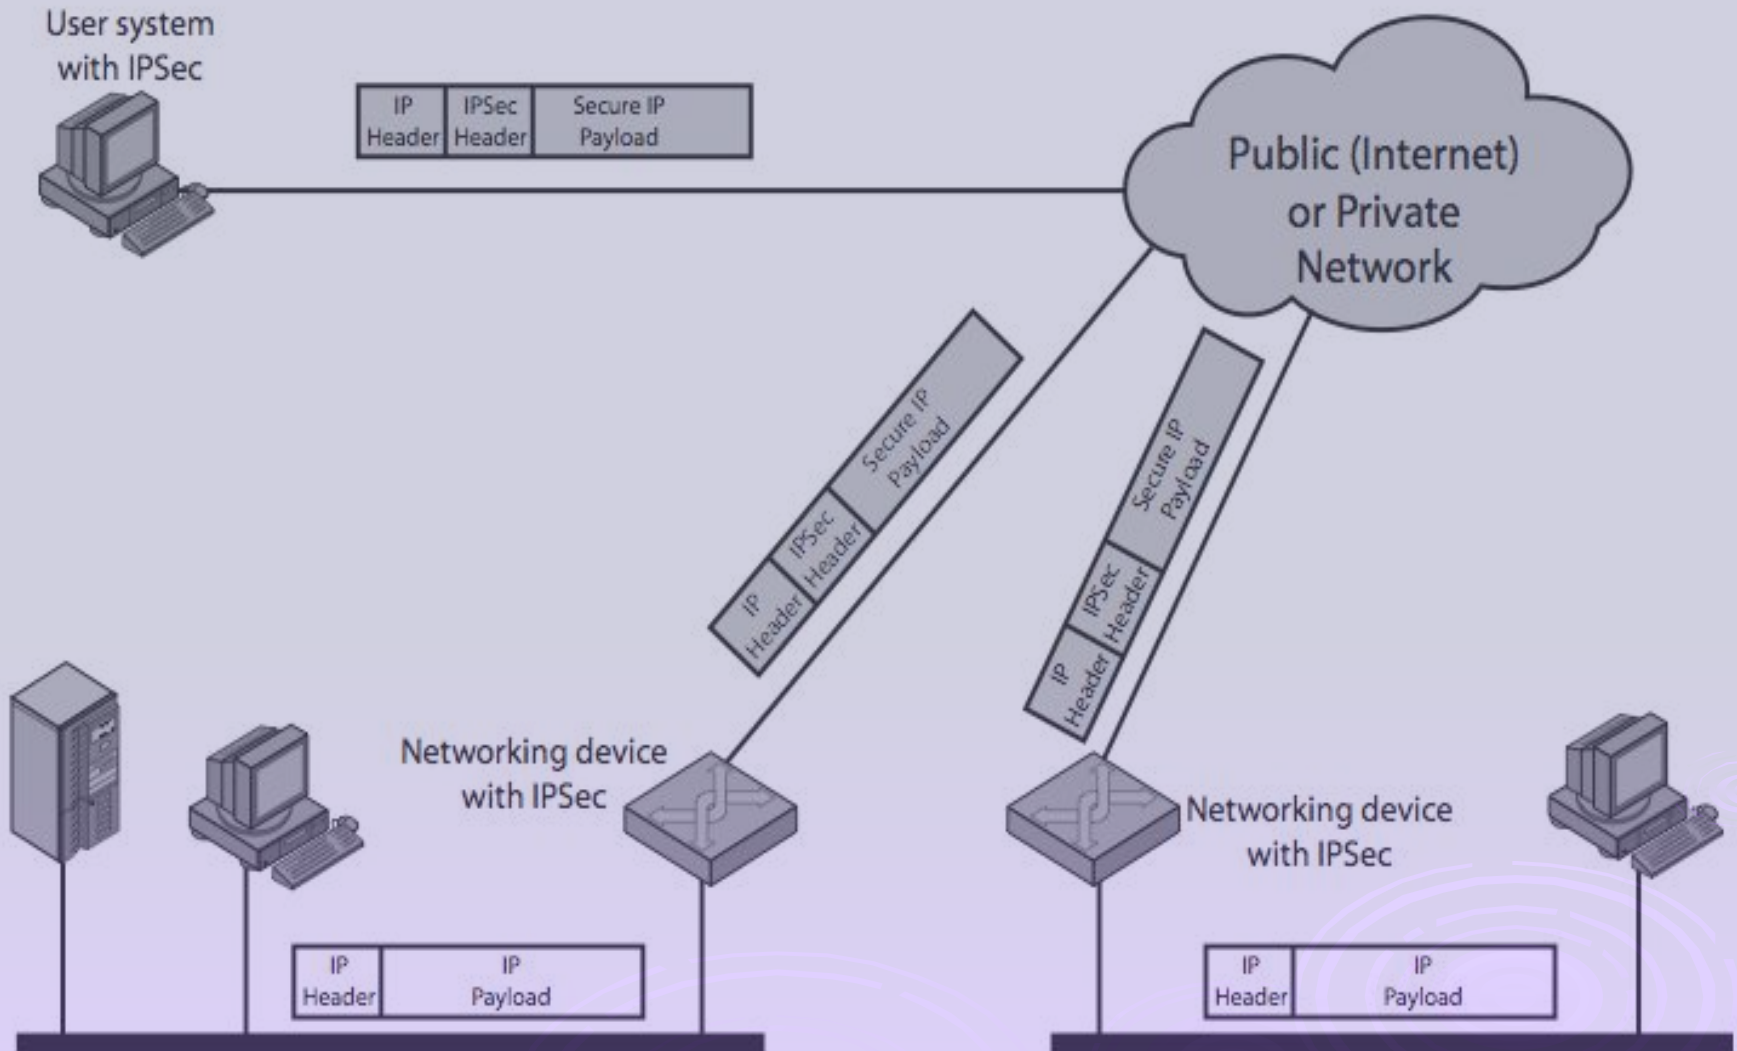 User system
with IPSec
IP
Header
IPSec
Header
Secure IP
Payload
Public (Internet)
or Private
Network
Secure IP
Payload
IPSec
Header
IP
Header
Secure IP
Payload
IPSec
Header
IP
Header
Networking device
with IPSec
Networking device
with IPSec
IP
Header
IP
Payload
IP
Header
IP
Payload